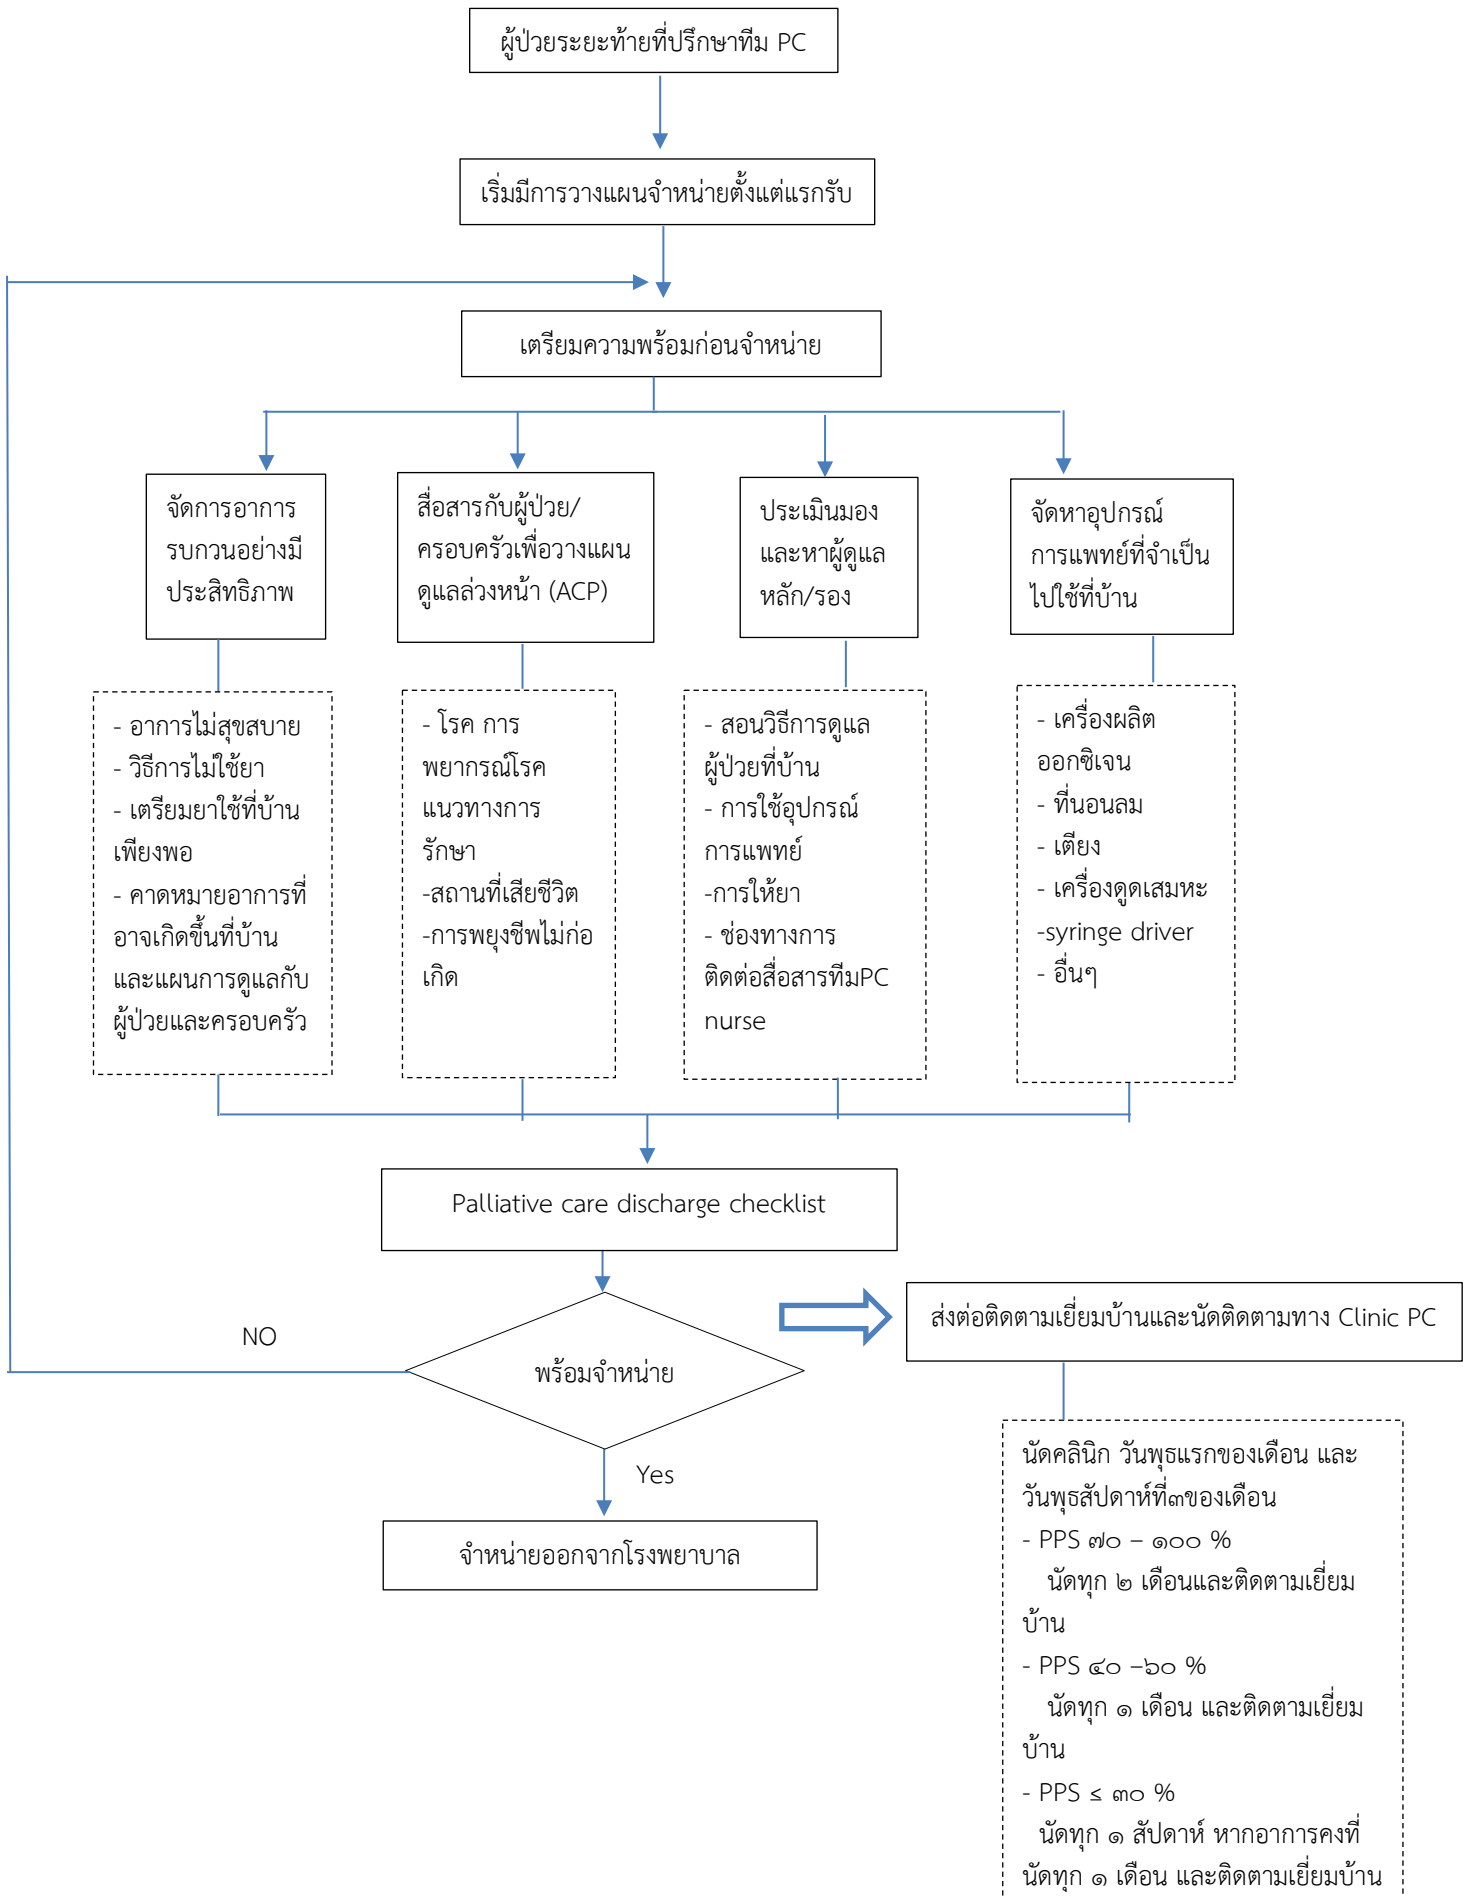 ผู้ป่วยระยะท้ายที่ปรึกษาทีม PC
เริ่มมีการวางแผนจำหน่ายตั้งแต่แรกรับ
เตรียมความพร้อมก่อนจำหน่าย
จัดการอาการ
รบกวนอย่างมี
ประสิทธิภาพ
สื่อสารกับผู้ป่วย/
ครอบครัวเพื่อวางแผน
ดูแลล่วงหน้า (ACP)
ประเมินมอง
และหาผู้ดูแล
หลัก/รอง
จัดหาอุปกรณ์
การแพทย์ที่จำเป็น
ไปใช้ที่บ้าน
- อาการไม่สุขสบาย
- วิธีการไม่ใช้ยา
- เตรียมยาใช้ที่บ้าน
เพียงพอ
- คาดหมายอาการที่
อาจเกิดขึ้นที่บ้าน
และแผนการดูแลกับ
ผู้ป่วยและครอบครัว
- โรค การ
พยากรณ์โรค
แนวทางการ
รักษา
-สถานที่เสียชีวิต
-การพยุงชีพไม่ก่อ
เกิด
- สอนวิธีการดูแล
ผู้ป่วยที่บ้าน
- การใช้อุปกรณ์
การแพทย์
-การให้ยา
- ช่องทางการ
ติดต่อสื่อสารทีมPC
nurse
- เครื่องผลิต
ออกซิเจน
- ที่นอนลม
- เตียง
- เครื่องดูดเสมหะ
-syringe driver
- อื่นๆ
Palliative care discharge checklist
NO
พร้อมจำหน่าย
ส่งต่อติดตามเยี่ยมบ้านและนัดติดตามทาง Clinic PC
Yes
จำหน่ายออกจากโรงพยาบาล
นัดคลินิก วันพุธแรกของเดือน และ
วันพุธสัปดาห์ที่๓ของเดือน
- PPS ๗๐ – ๑๐๐ %
นัดทุก ๒ เดือนและติดตามเยี่ยม
บ้าน
- PPS ๔๐ –๖๐ %
นัดทุก ๑ เดือน และติดตามเยี่ยม
บ้าน
- PPS ≤ ๓๐ %
นัดทุก ๑ สัปดาห์ หากอาการคงที่
นัดทุก ๑ เดือน และติดตามเยี่ยมบ้าน